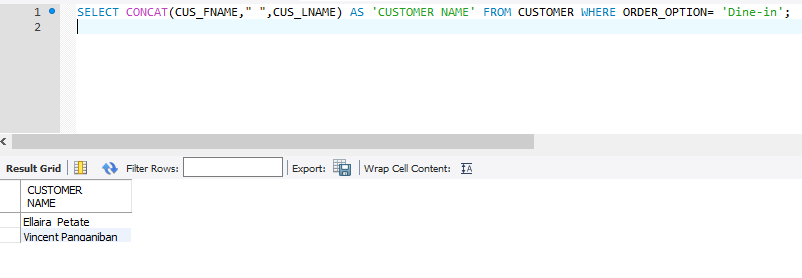 1 SELECT CONCAT(CUS_FNAME," ",CUS_LNAME) AS 'CUSTOMER NAME' FROM CUSTOMER WHERE ORDER_OPTION= 'Dine-in';
2
Result Grid Filter Rows: Export: Wrap Cell Content: IA
CUSTOMER
NAME
Ellaira Petate
Vincent Panganiban